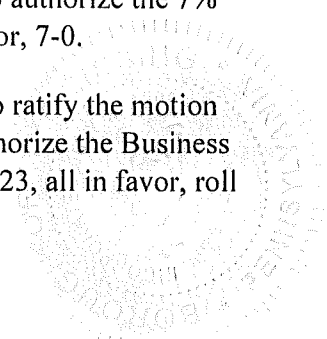 o authorize the 7%
or, 7-0.
o ratify the motion
horize the Business
23, all in favor, roll